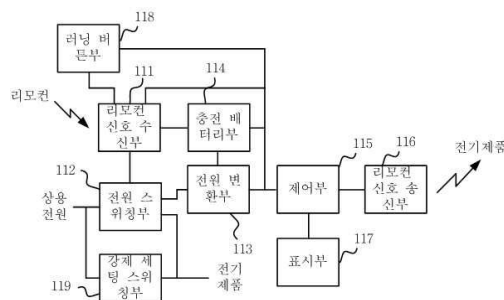 118
러닝 버
튼부
111
114
리모컨
리모컨
신호 수
신부
충전 배
터리부
115
116
전기제품
112
상용
전원
전원 스
위칭부
전원 변
환부
제어부
리모컨
신호 송
신부
113
강제 세
팅 스위
칭부
전기
제품
표시부
117
119